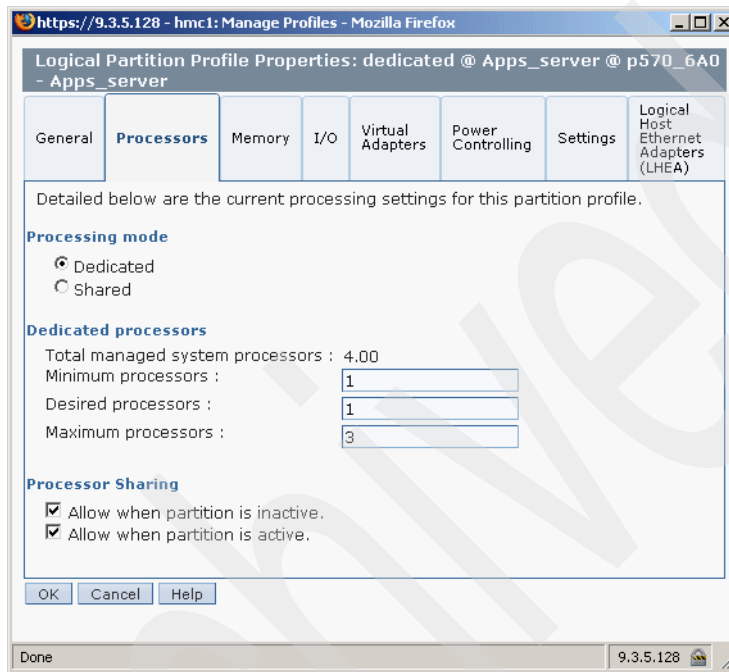 https://9.3.5.128 - hmc1: Manage Profiles - Mozilla Firefox
Logical Partition Profile Properties: dedicated @ Apps_server @ p570_6A0
- Apps_server
General
Processors
Memory
I/O
Virtual
Adapters
Power
Controlling
Settings
Logical
Host
Ethernet
Adapters
(LHEA)
Detailed below are the current processing settings for this partition profile.
Processing mode
Dedicated
Shared
Dedicated processors
Total managed system processors : 4.00
Minimum processors : 1
Desired processors : 1
Maximum processors : 3
Processor Sharing
Allow when partition is inactive.
Allow when partition is active.
OK Cancel Help
Done 9.3.5.128